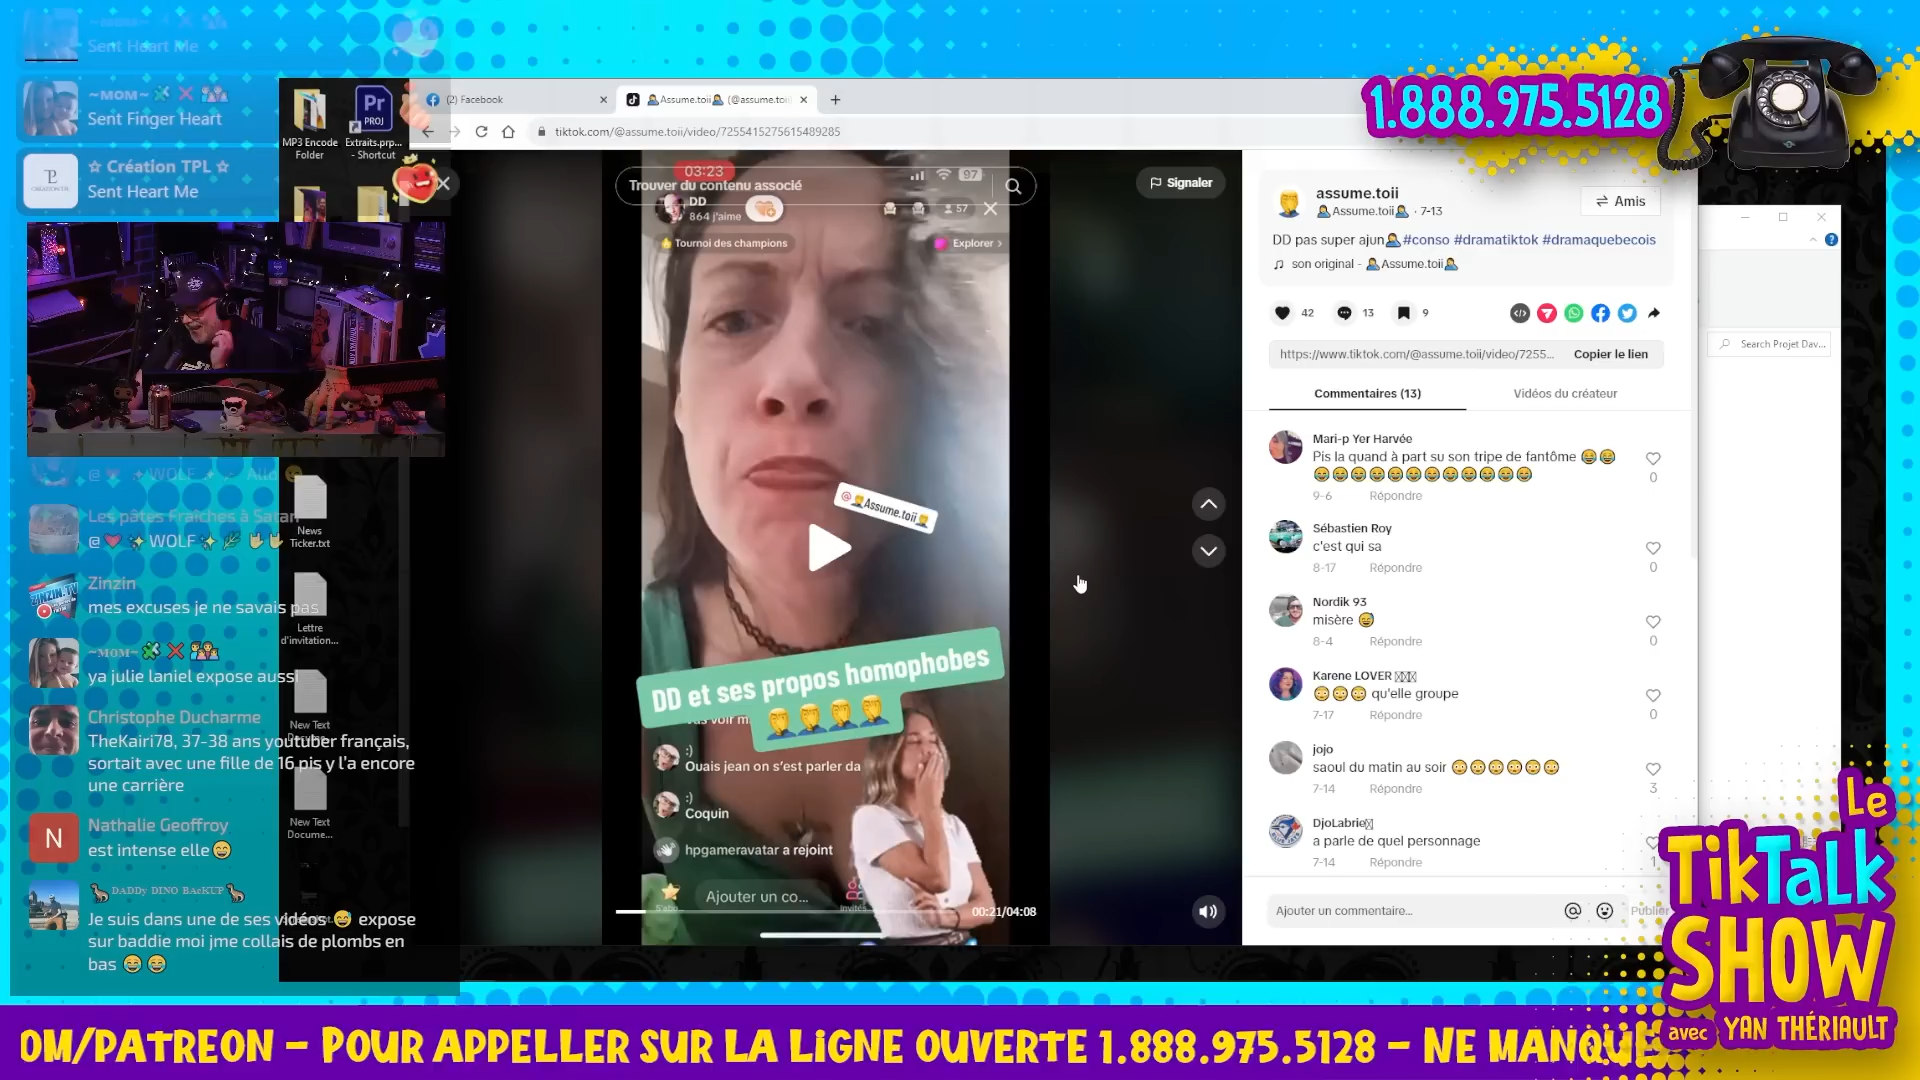 Sent Heart Me
~MOM~
Sent Finger Heart
☆ Création TPL ☆
Sent Heart Me
MP3 Encode
Folder
Extraits.prp...
- Shortcut
Pr
PROJ
(2) Facebook
Assume.toii (@assume.toi
tiktok.com/@assume.toii/video/7255415275615489285
1.888.975.5128
03:23
97
Trouver du contenu associé
DD
864 j'aime
57
Tournoi des champions
Explorer >
Signaler
assume.toii
Assume.toii · 7-13
Amis
DD pas super ajun #conso #dramatiktok #dramaquebecois
son original - Assume.toii
42
13
9
https://www.tiktok.com/@assume.toii/video/7255...
Copier le lien
Search Projet Dav...
Commentaires (13)
Vidéos du créateur
Mari-p Yer Harvée
Pis la quand à part su son tripe de fantôme
9-6 Répondre
0
Sébastien Roy
c'est qui sa
8-17 Répondre
0
Nordik 93
misère
8-4 Répondre
0
Karene LOVER
qu'elle groupe
7-17 Répondre
0
jojo
saoul du matin au soir
7-14 Répondre
3
DjoLabrie
a parle de quel personnage
7-14 Répondre
1
Ajouter un commentaire...
Publier
@ Assume.toii
DD et ses propos homophobes
:)
Ouais jean on s'est parler da
:)
Coquin
hpgameravatar a rejoint
Ajouter un co...
Invités
00:21/04:08
@ WOLF Allo
Les pâtes Fraîches à Satan
@ WOLF
Zinzin
mes excuses je ne savais pas
~MOM~
ya julie laniel expose aussi
Christophe Ducharme
TheKairi78, 37-38 ans youtuber français,
sortait avec une fille de 16 pis y l'a encore
une carrière
N
Nathalie Geoffroy
est intense elle
DADDy DINO BAcKUP
Je suis dans une de ses vidéos expose
sur baddie moi jme collais de plombs en
bas
News
Ticker.txt
Lettre
d'invitation...
New Text
Docume...
New Text
Docume...
Le
TikTalk
SHOW
avec YAN THÉRIAULT
OM/PATREON – POUR APPELLER SUR LA LIGNE OUVERTE 1.888.975.5128 – NE MANQUE